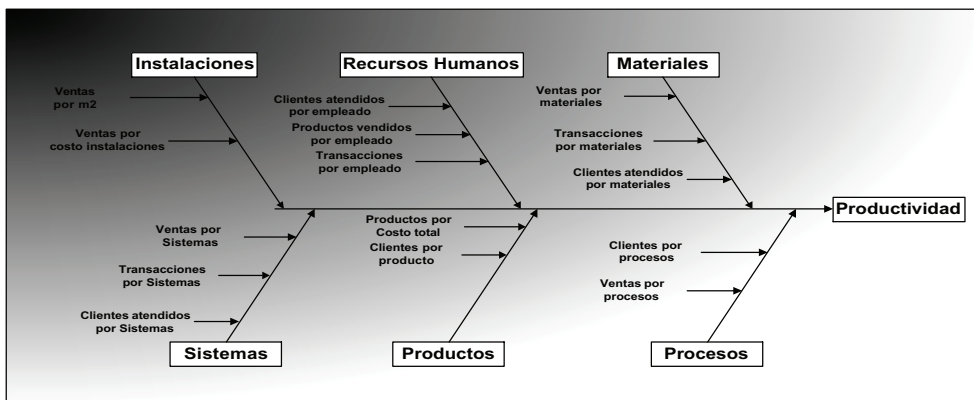 Instalaciones
Recursos Humanos
Materiales
Ventas
por m2
Ventas por
costo instalaciones
Clientes atendidos
por empleado
Productos vendidos
por empleado
Transacciones
por empleado
Ventas por
materiales
Transacciones
por materiales
Clientes atendidos
por materiales
Productividad
Ventas por
Sistemas
Transacciones
por Sistemas
Clientes atendidos
por Sistemas
Productos por
Costo total
Clientes por
producto
Clientes por
procesos
Ventas por
procesos
Sistemas
Productos
Procesos